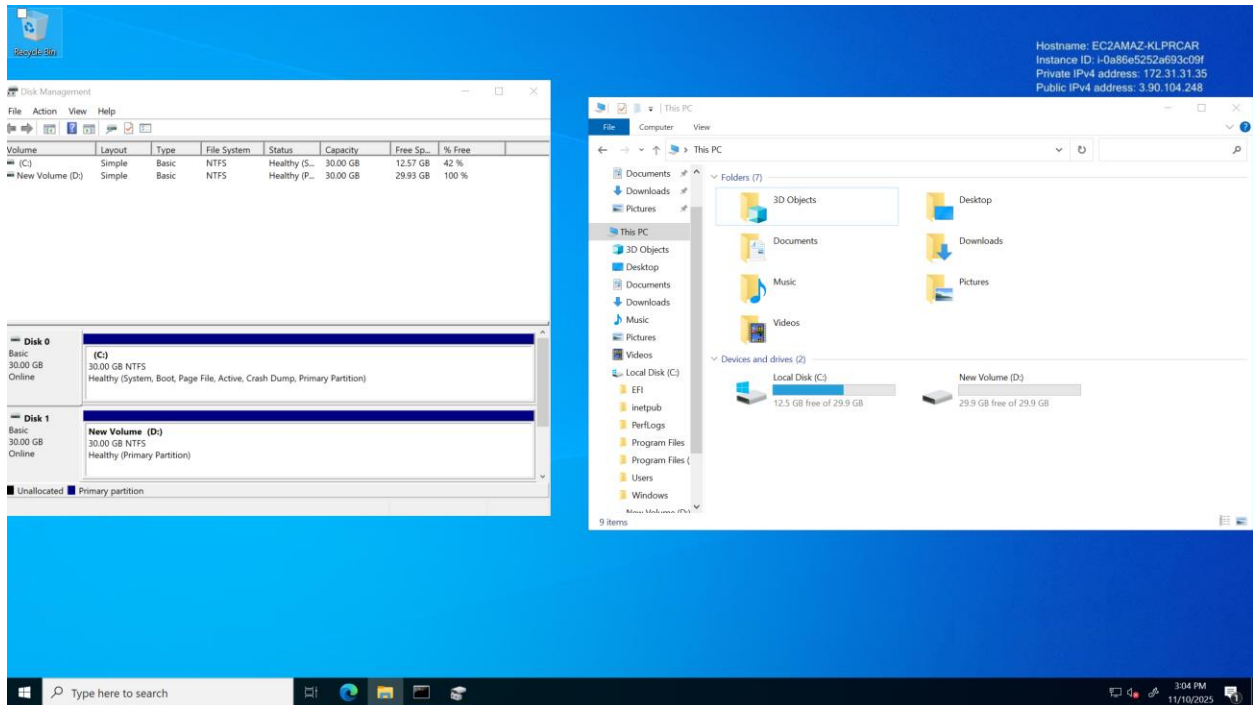 Recycle Bin
Hostname: EC2AMAZ-KLPRCAR
Instance ID: i-0a86e5252a693c09f
Private IPv4 address: 172.31.31.35
Public IPv4 address: 3.90.104.248
Disk Management
File Action View Help
Volume Layout Type File System Status Capacity Free Sp... % Free
(C:) Simple Basic NTFS Healthy (S... 30.00 GB 12.57 GB 42 %
New Volume (D:) Simple Basic NTFS Healthy (P... 30.00 GB 29.93 GB 100 %
Disk 0
Basic
30.00 GB
Online
(C:)
30.00 GB NTFS
Healthy (System, Boot, Page File, Active, Crash Dump, Primary Partition)
Disk 1
Basic
30.00 GB
Online
New Volume (D:)
30.00 GB NTFS
Healthy (Primary Partition)
Unallocated Primary partition
This PC
File Computer View
This PC
Documents
Downloads
Pictures
This PC
3D Objects
Desktop
Documents
Downloads
Music
Pictures
Videos
Local Disk (C:)
EFI
inetpub
PerfLogs
Program Files
Program Files (
Users
Windows
New Volume (D:)
Folders (7)
3D Objects
Desktop
Documents
Downloads
Music
Pictures
Videos
Devices and drives (2)
Local Disk (C:)
12.5 GB free of 29.9 GB
New Volume (D:)
29.9 GB free of 29.9 GB
9 items
Type here to search
3:04 PM
11/10/2025
1